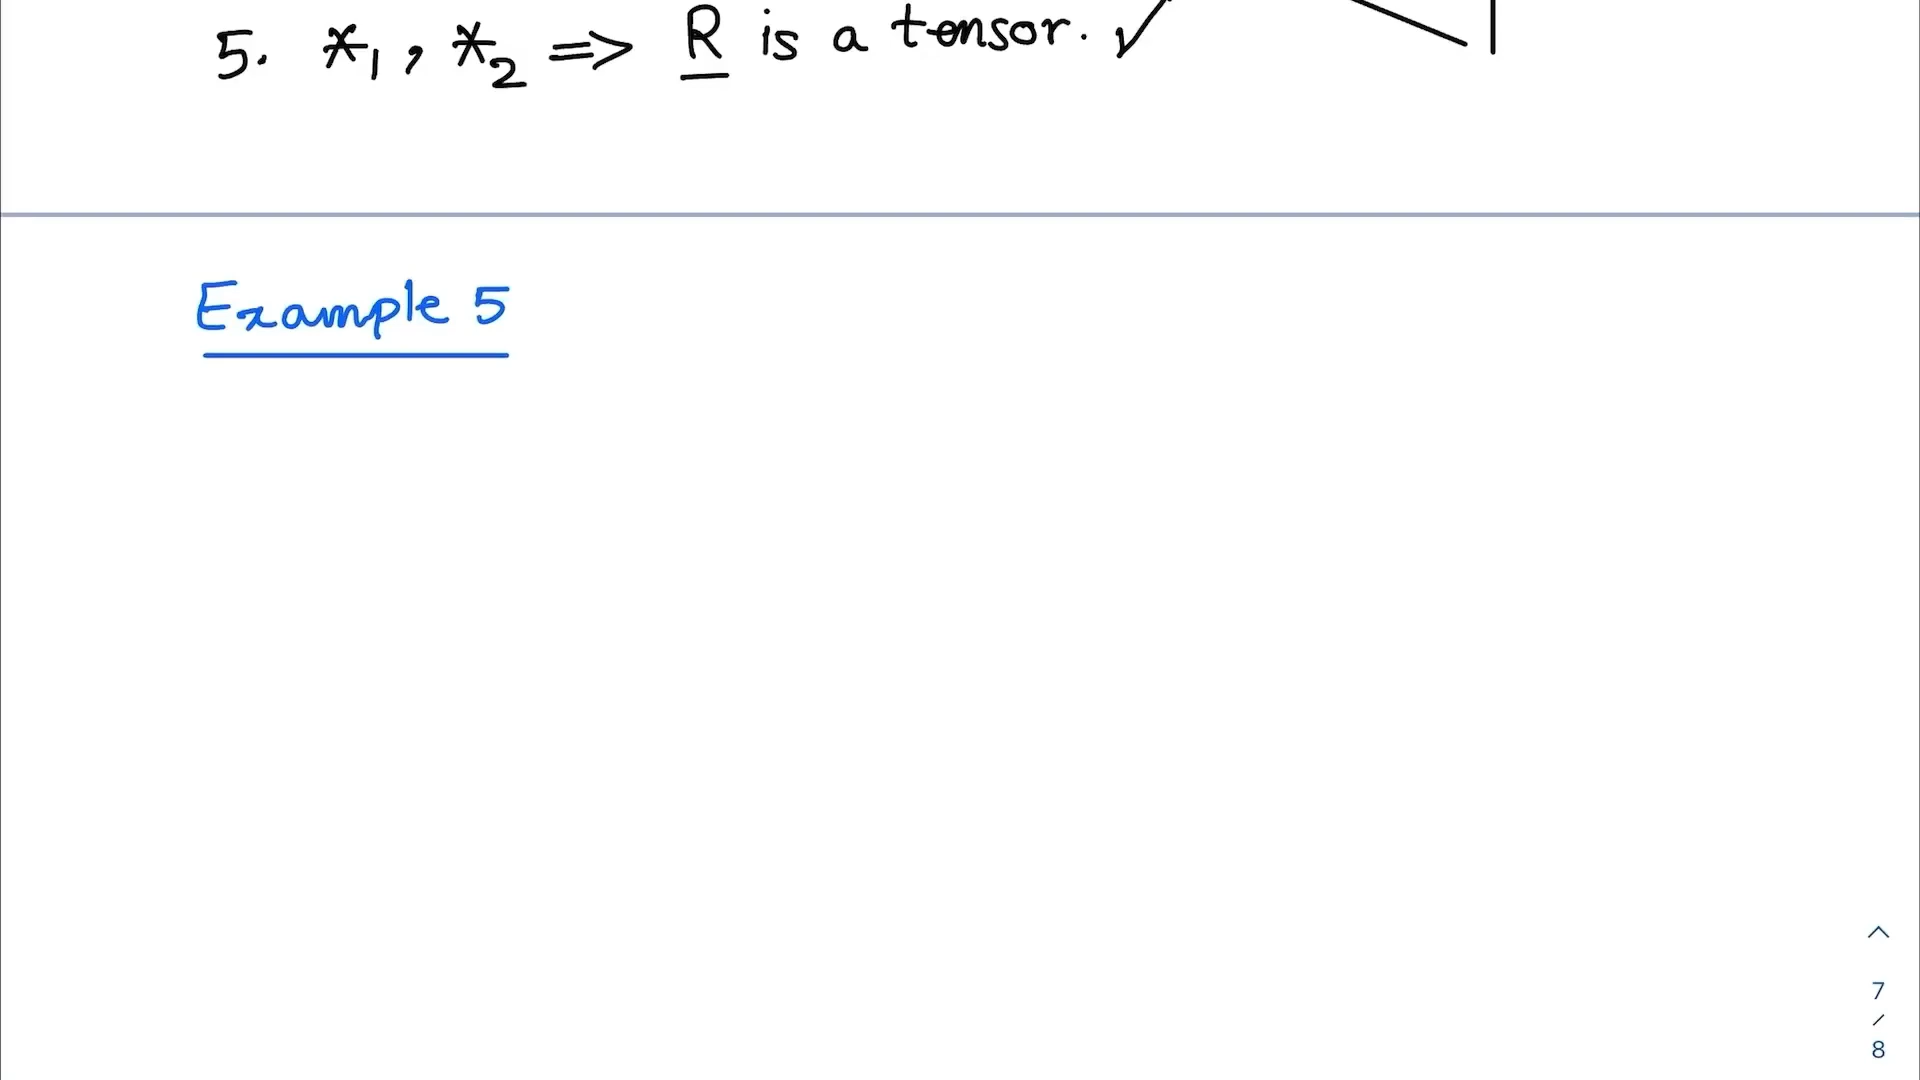 5. *₁, *₂ => R is a tensor. ✓
Example 5
7
/
8